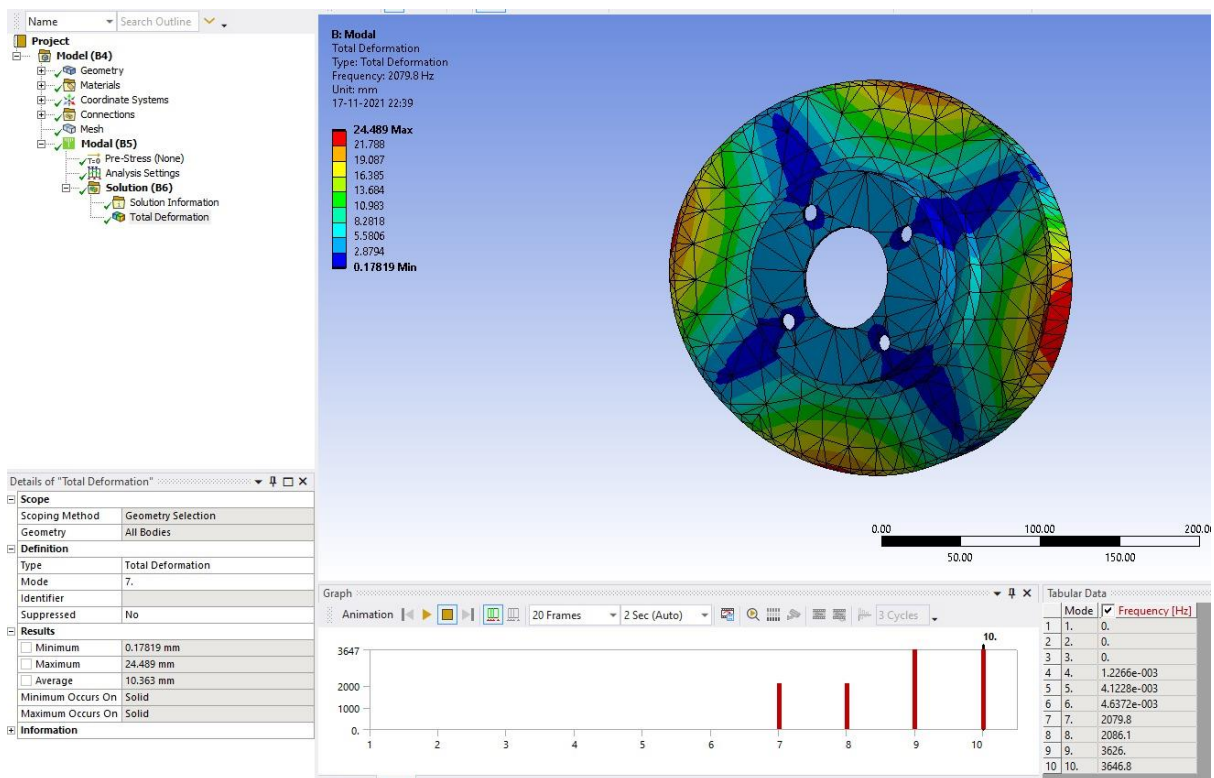 Name
Search Outline
Project
Model (B4)
Geometry
Materials
Coordinate Systems
Connections
Mesh
Modal (B5)
T=0 Pre-Stress (None)
Analysis Settings
Solution (B6)
Solution Information
Total Deformation
B: Modal
Total Deformation
Type: Total Deformation
Frequency: 2079.8 Hz
Unit: mm
17-11-2021 22:39
24.489 Max
21.788
19.087
16.385
13.684
10.983
8.2818
5.5806
2.8794
0.17819 Min
0.00 100.00 200.00
50.00 150.00
Details of "Total Deformation"
Scope
Scoping Method Geometry Selection
Geometry All Bodies
Definition
Type Total Deformation
Mode 7.
Identifier
Suppressed No
Results
Minimum 0.17819 mm
Maximum 24.489 mm
Average 10.363 mm
Minimum Occurs On Solid
Maximum Occurs On Solid
Information
Graph
Animation 20 Frames 2 Sec (Auto) 3 Cycles
10.
3647
2000
1000
0.
1 2 3 4 5 6 7 8 9 10
Tabular Data
Mode Frequency [Hz]
1 1. 0.
2 2. 0.
3 3. 0.
4 4. 1.2266e-003
5 5. 4.1228e-003
6 6. 4.6372e-003
7 7. 2079.8
8 8. 2086.1
9 9. 3626.
10 10. 3646.8